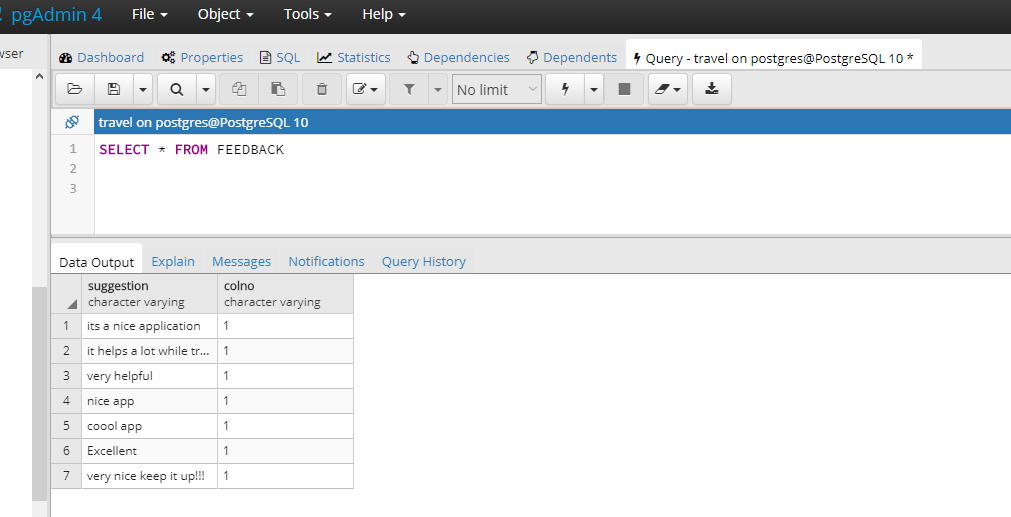 pgAdmin 4 File Object Tools Help
wser Dashboard Properties SQL Statistics Dependencies Dependents Query - travel on postgres@PostgreSQL 10 *
No limit
travel on postgres@PostgreSQL 10
1 SELECT * FROM FEEDBACK
2
3
Data Output Explain Messages Notifications Query History
suggestion colno
character varying character varying
1 its a nice application 1
2 it helps a lot while tr... 1
3 very helpful 1
4 nice app 1
5 coool app 1
6 Excellent 1
7 very nice keep it up!!! 1